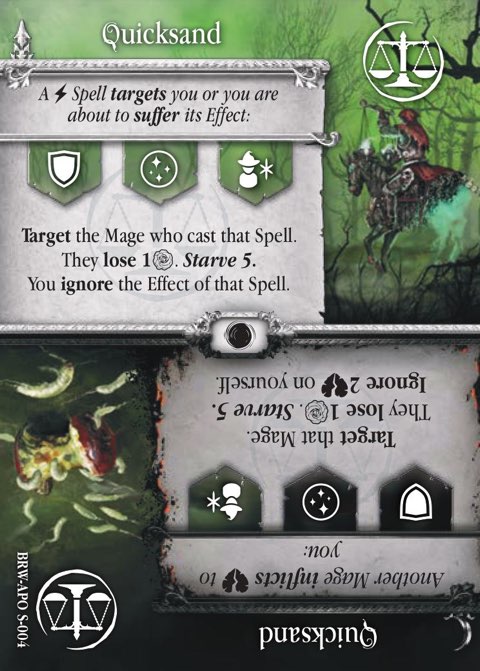 Quicksand
A Spell targets you or you are
about to suffer its Effect:
Target the Mage who cast that Spell.
They lose 1. Starve 5.
You ignore the Effect of that Spell.
Quicksand
Another Mage inflicts to
you:
Target that Mage.
They lose 1. Starve 5.
Ignore 2 on yourself.
BRW-APO S-004